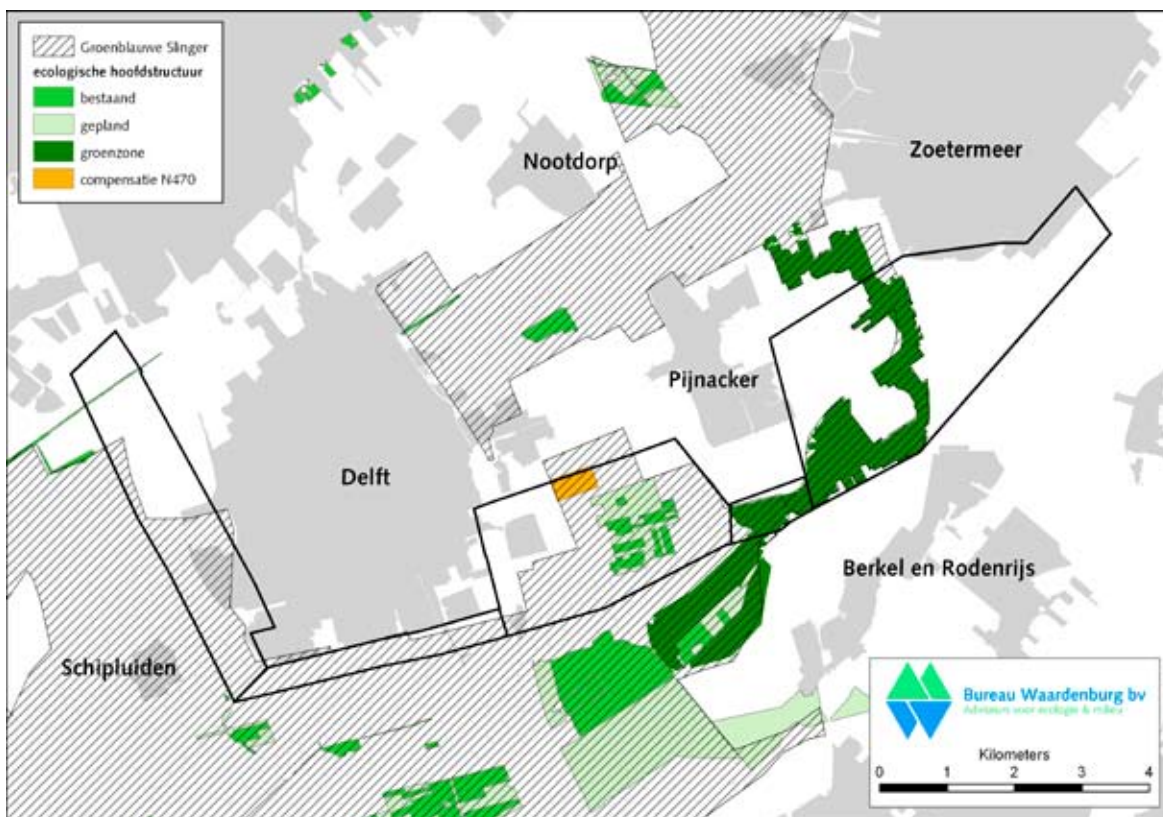 Groenblauwe Slinger
ecologische hoofdstructuur
bestaand
gepland
groenzone
compensatie N470
Nootdorp
Zoetermeer
Pijnacker
Delft
Berkel en Rodenrijs
Schipluiden
Bureau Waardenburg bv
Adviseurs voor ecologie & milieu
Kilometers
0 1 2 3 4